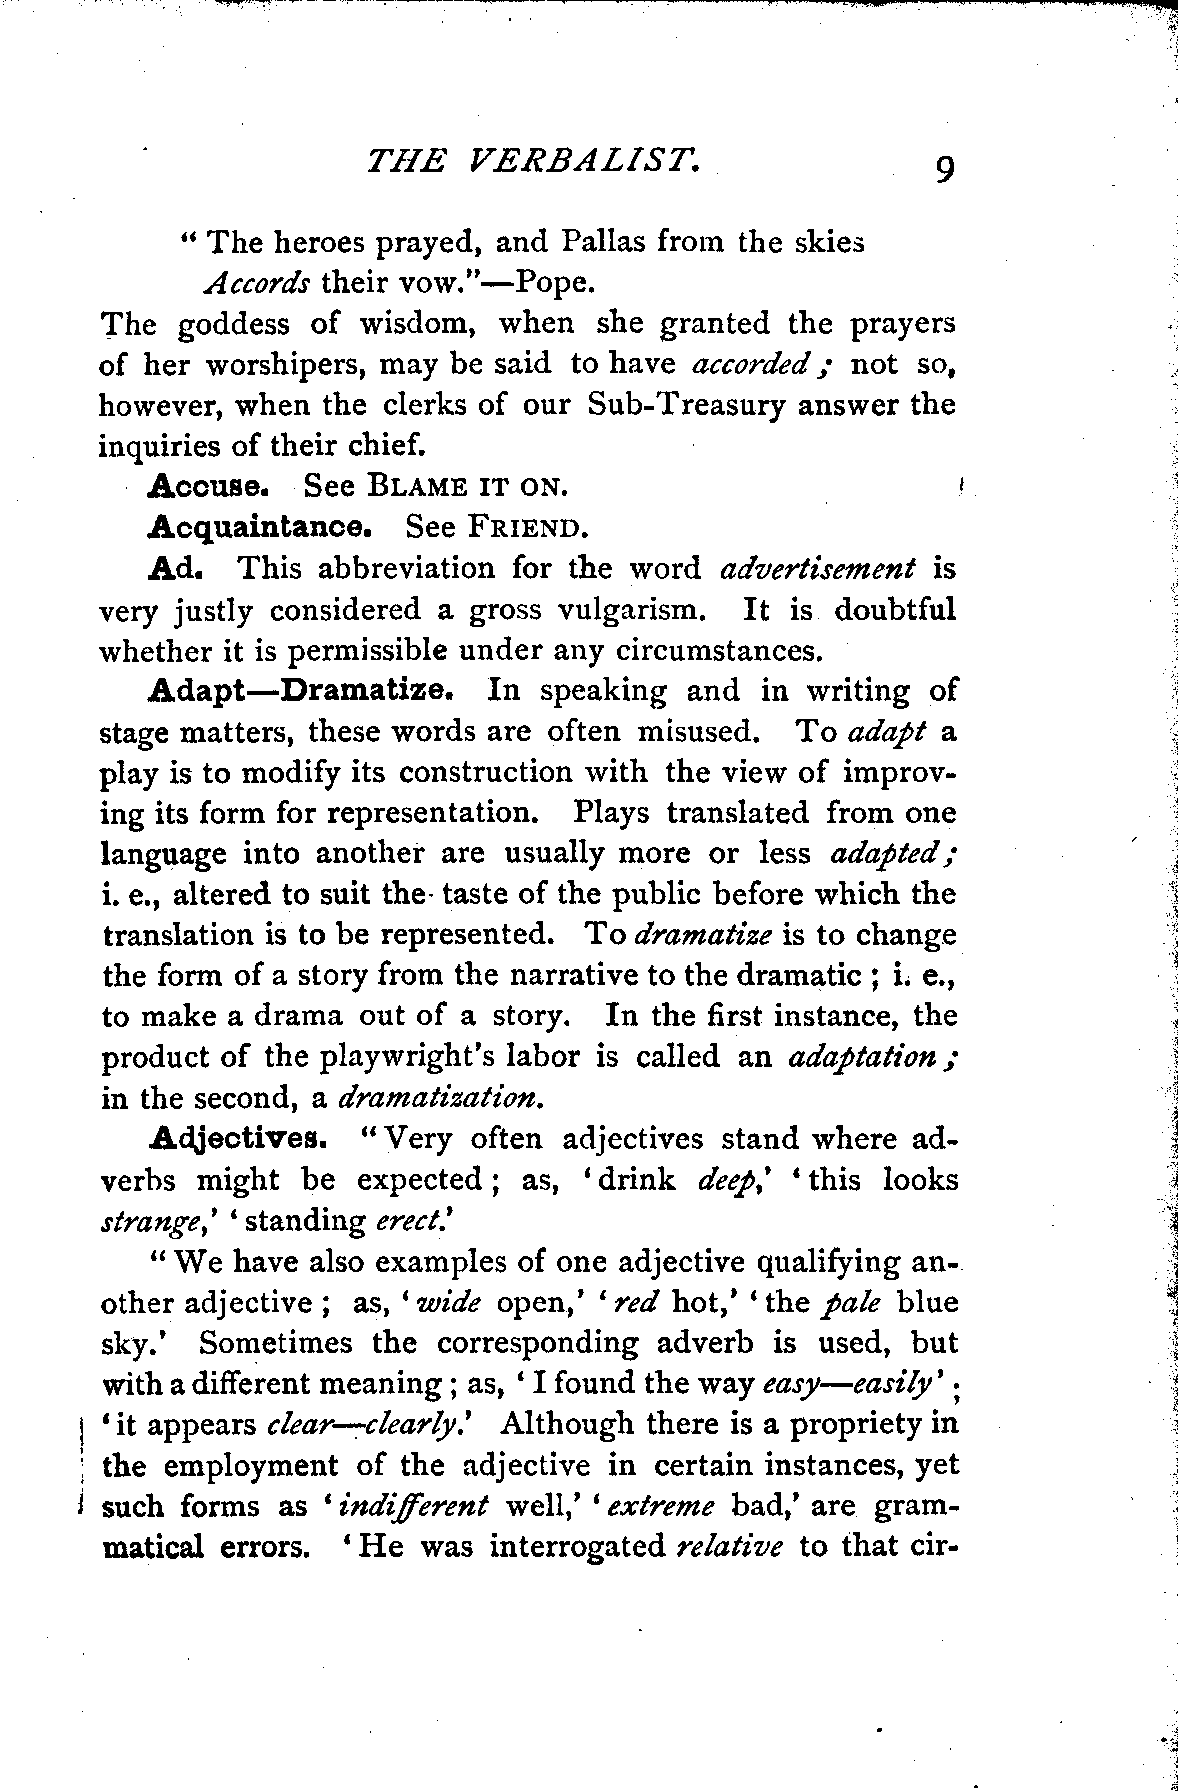 THE VERBALIST. 9
“ The heroes prayed, and Pallas from the skies
Accords their vow.”—Pope.
The goddess of wisdom, when she granted the prayers
of her worshipers, may be said to have accorded ; not so,
however, when the clerks of our Sub-Treasury answer the
inquiries of their chief.
Accuse. See BLAME IT ON.
Acquaintance. See FRIEND.
Ad. This abbreviation for the word advertisement is
very justly considered a gross vulgarism. It is doubtful
whether it is permissible under any circumstances.
Adapt—Dramatize. In speaking and in writing of
stage matters, these words are often misused. To adapt a
play is to modify its construction with the view of improv-
ing its form for representation. Plays translated from one
language into another are usually more or less adapted ;
i. e., altered to suit the taste of the public before which the
translation is to be represented. To dramatize is to change
the form of a story from the narrative to the dramatic ; i. e.,
to make a drama out of a story. In the first instance, the
product of the playwright’s labor is called an adaptation ;
in the second, a dramatization.
Adjectives. “ Very often adjectives stand where ad-
verbs might be expected ; as, ‘ drink deep,’ ‘ this looks
strange,’ ‘ standing erect.’
“ We have also examples of one adjective qualifying an-
other adjective ; as, ‘ wide open,’ ‘ red hot,’ ‘ the pale blue
sky.’ Sometimes the corresponding adverb is used, but
with a different meaning ; as, ‘ I found the way easy—easily ’ ;
‘ it appears clear—clearly.’ Although there is a propriety in
the employment of the adjective in certain instances, yet
such forms as ‘ indifferent well,’ ‘ extreme bad,’ are gram-
matical errors. ‘ He was interrogated relative to that cir-